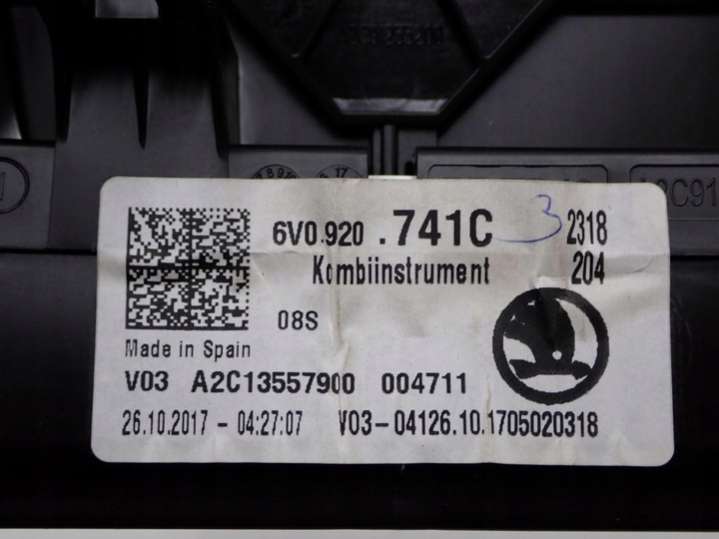 6V0.920 .741C 3 2318
Kombiinstrument 204
08S
Made in Spain
V03 A2C13557900 004711
26.10.2017 - 04:27:07 V03-04126.10.1705020318